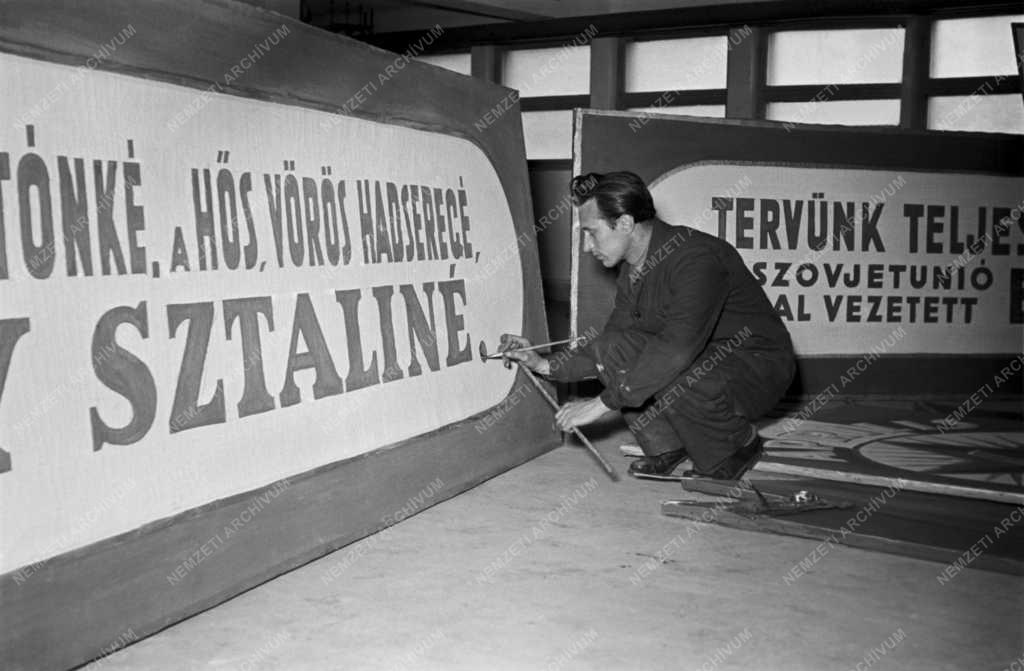 TÓNKÉ, A HŐS, VÖRÖS HADSEREGÉ,
Y SZTALINÉ
TERVÜNK TELJES
SZOVJETUNIÓ
AL VEZETETT
NEMZETI ARCHÍVUM